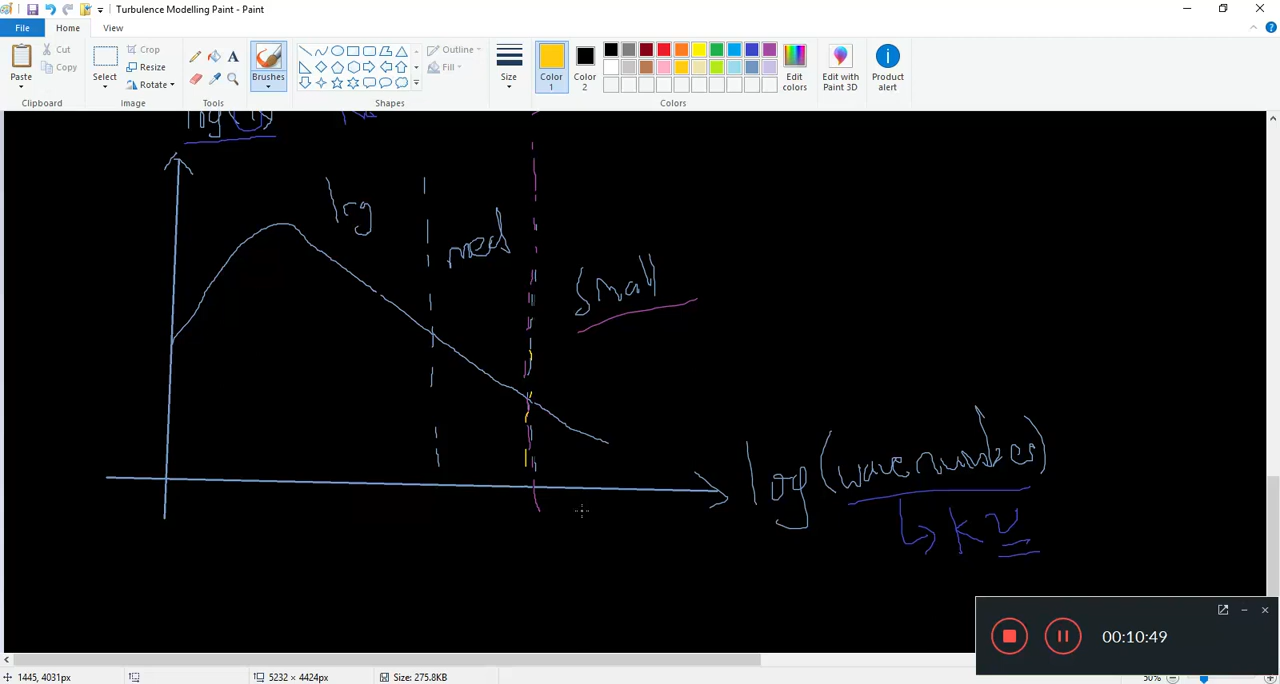 Turbulence Modelling Paint - Paint
File Home View
Cut Crop Outline
Copy Resize Fill
Paste Select Rotate Brushes Size Color 1 Color 2 Edit colors Edit with Paint 3D Product alert
Clipboard Image Tools Shapes Colors
log
lrg
med
small
log (wave number)
1445, 4031px 5232 × 4424px Size: 275.8KB 50%
00:10:49